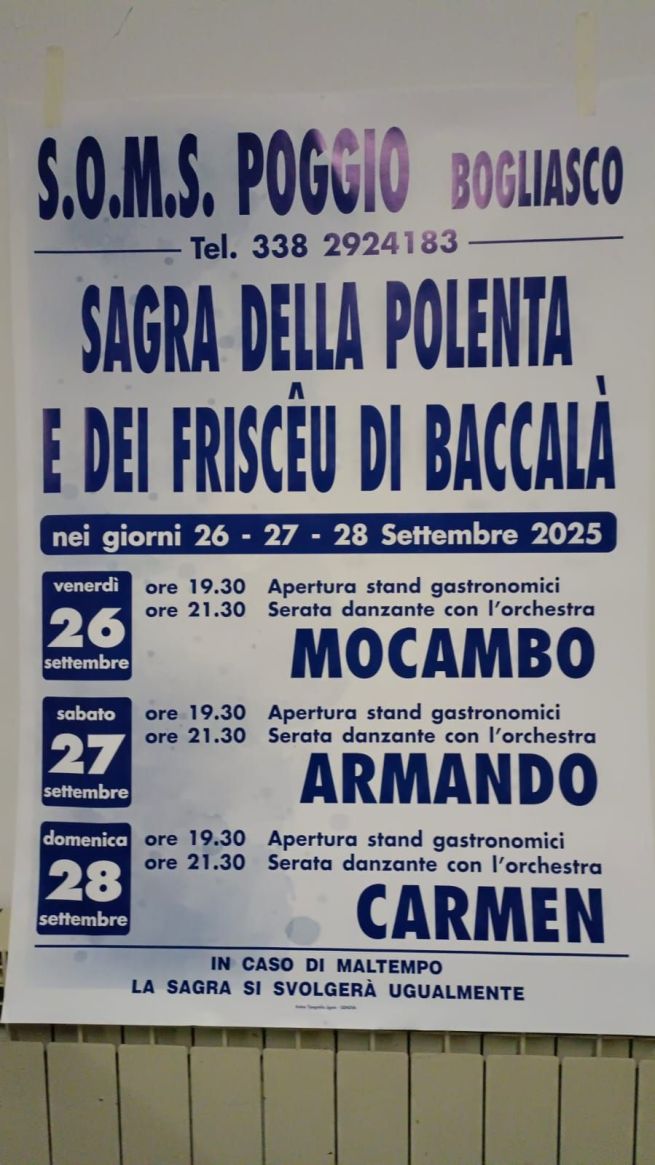 S.O.M.S. POGGIO BOGLIASCO
Tel. 338 2924183
SAGRA DELLA POLENTA
E DEI FRISCÊU DI BACCALÀ
nei giorni 26 - 27 - 28 Settembre 2025
venerdì
26
settembre
ore 19.30 Apertura stand gastronomici
ore 21.30 Serata danzante con l'orchestra
MOCAMBO
sabato
27
settembre
ore 19.30 Apertura stand gastronomici
ore 21.30 Serata danzante con l'orchestra
ARMANDO
domenica
28
settembre
ore 19.30 Apertura stand gastronomici
ore 21.30 Serata danzante con l'orchestra
CARMEN
IN CASO DI MALTEMPO
LA SAGRA SI SVOLGERÀ UGUALMENTE